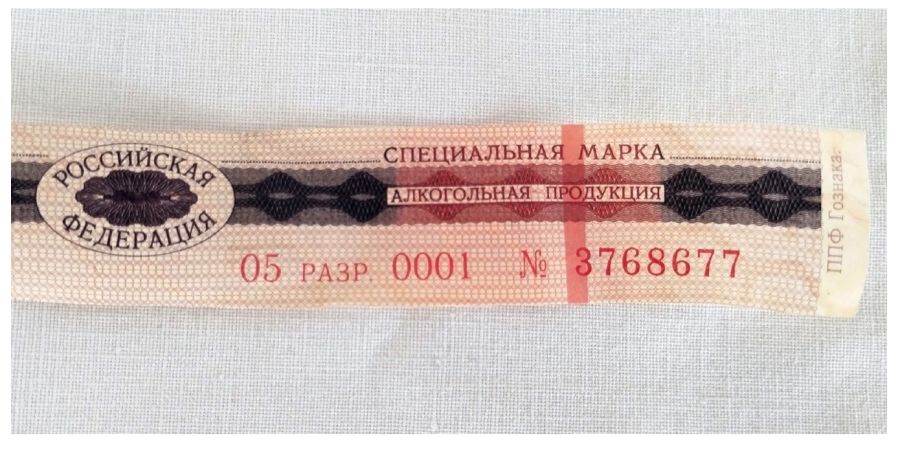 РОССИЙСКАЯ
ФЕДЕРАЦИЯ
СПЕЦИАЛЬНАЯ МАРКА
АЛКОГОЛЬНАЯ ПРОДУКЦИЯ
05 РАЗР 0001 № 3768677
ППФ Гознака.